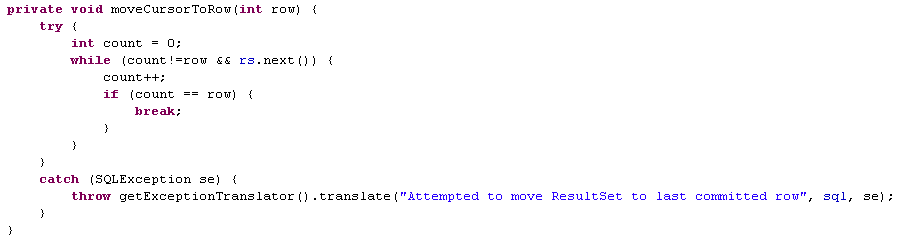 private void moveCursorToRow(int row) {
    try {
        int count = 0;
        while (count!=row && rs.next()) {
            count++;
            if (count == row) {
                break;
            }
        }
    }
    catch (SQLException se) {
        throw getExceptionTranslator().translate("Attempted to move ResultSet to last committed row", sql, se);
    }
}